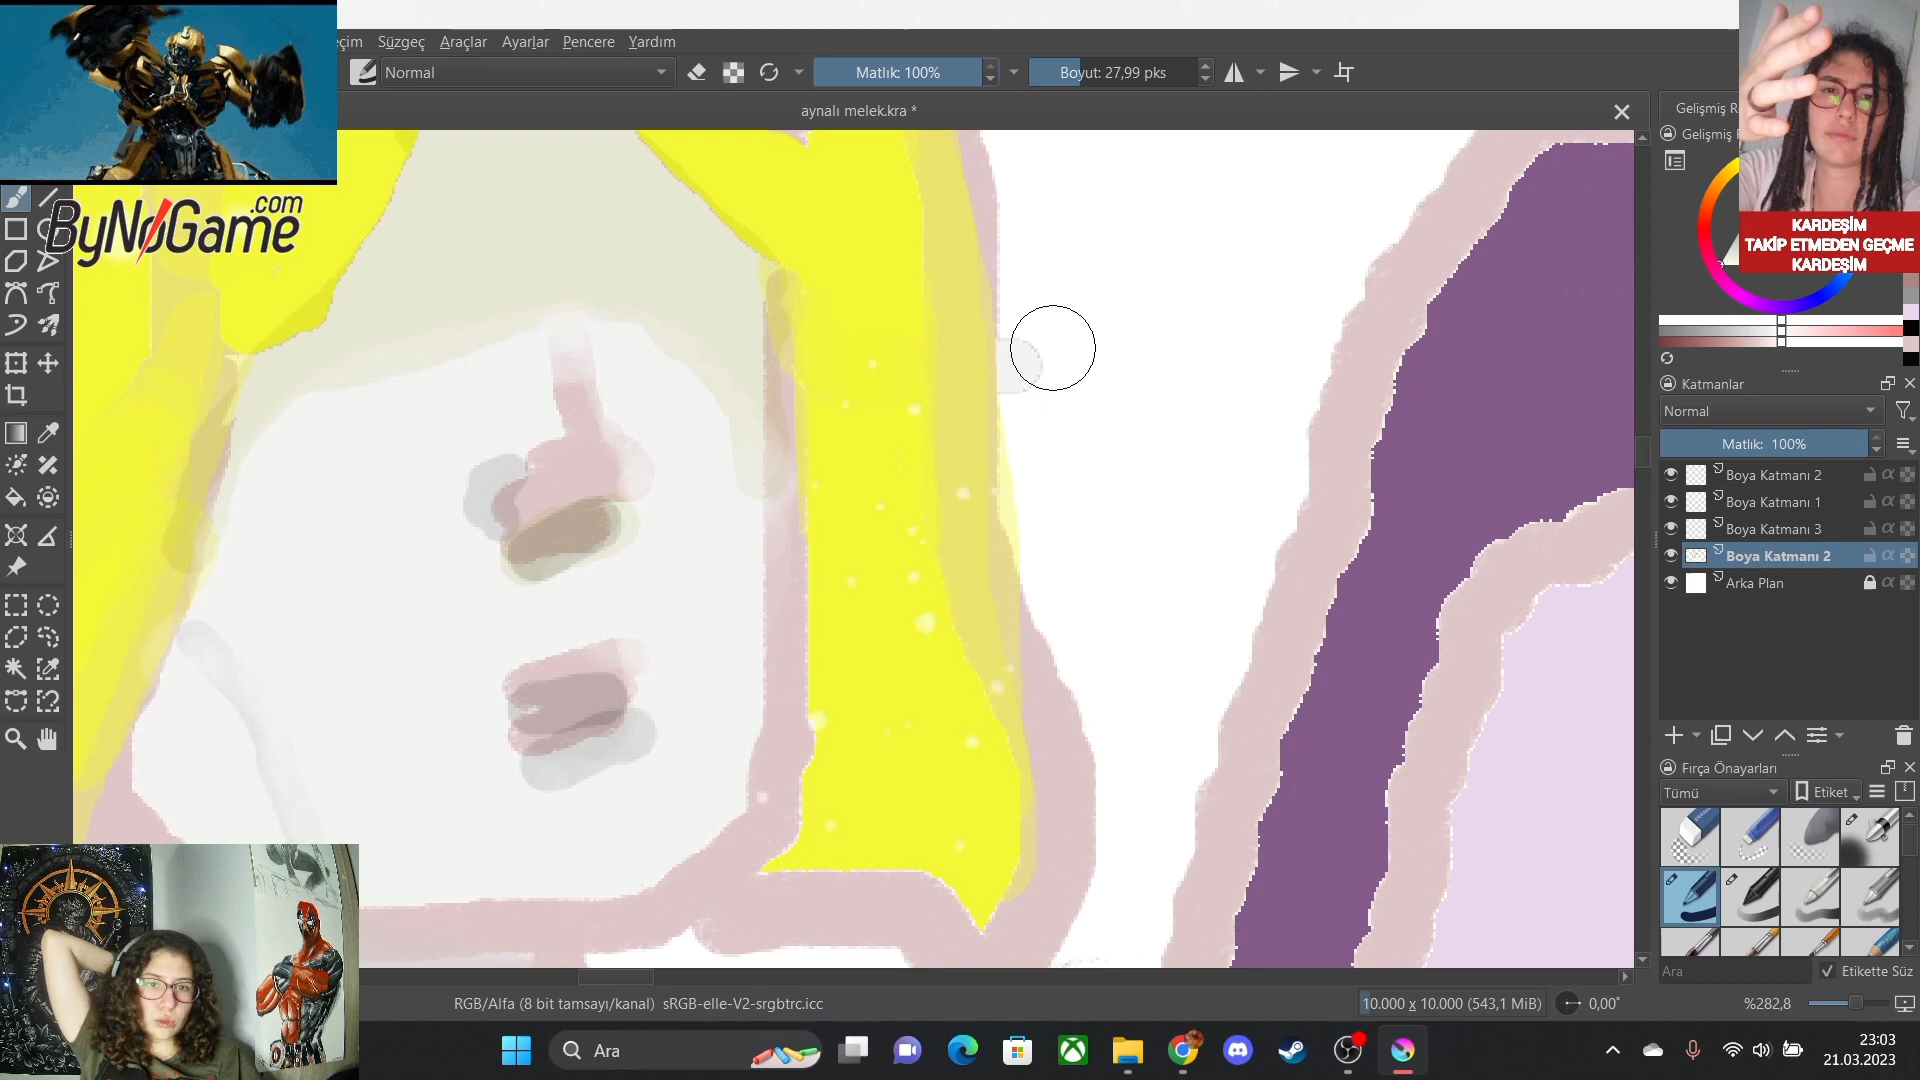 çim Süzgeç Araçlar Ayarlar Pencere Yardım
Normal
Matlık: 100%
Boyut: 27,99 pks
aynalı melek.kra *
ByNoGame
.com
Gelişmiş R
Gelişmiş
KARDEŞİM
TAKİP ETMEDEN GEÇME
KARDEŞİM
Katmanlar
Normal
Matlık: 100%
Boya Katmanı 2
Boya Katmanı 1
Boya Katmanı 3
Boya Katmanı 2
Arka Plan
Fırça Önayarları
Tümü
Etiket
Ara
Etikette Süz
RGB/Alfa (8 bit tamsayı/kanal) sRGB-elle-V2-srgbtrc.icc
10.000 x 10.000 (543,1 MiB)
0,00°
%282,8
Ara
23:03
21.03.2023